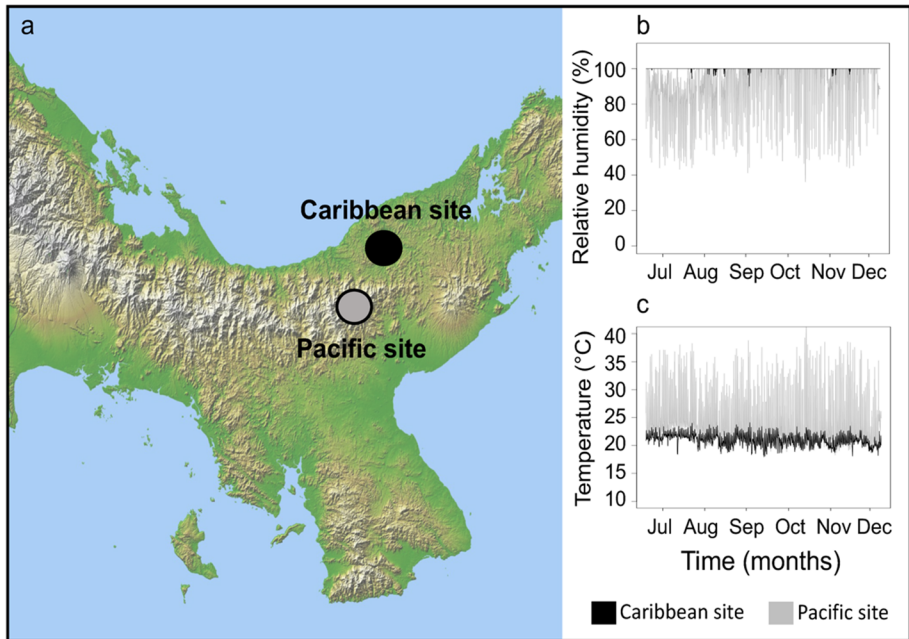 a
Caribbean site
Pacific site
b
Relative humidity (%)
100
80
60
40
20
0
Jul Aug Sep Oct Nov Dec
c
Temperature (°C)
40
35
30
25
20
15
10
Jul Aug Sep Oct Nov Dec
Time (months)
Caribbean site Pacific site